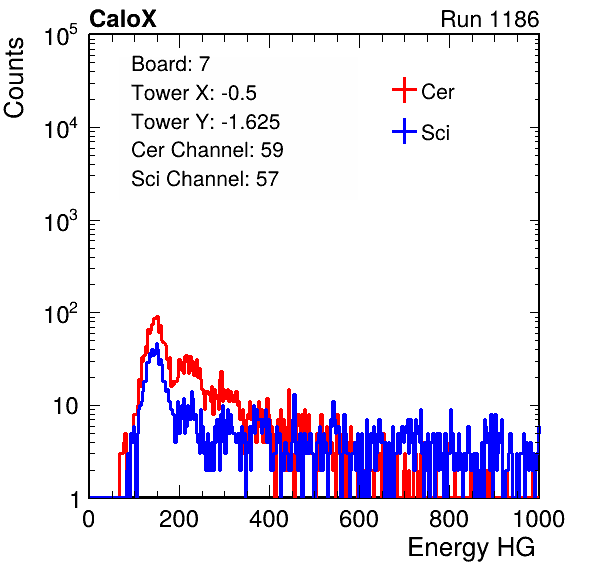 CaloX Run 1186
Counts
10^5
10^4
10^3
10^2
10
1
Board: 7
Tower X: -0.5
Tower Y: -1.625
Cer Channel: 59
Sci Channel: 57
Cer
Sci
0 200 400 600 800 1000
Energy HG